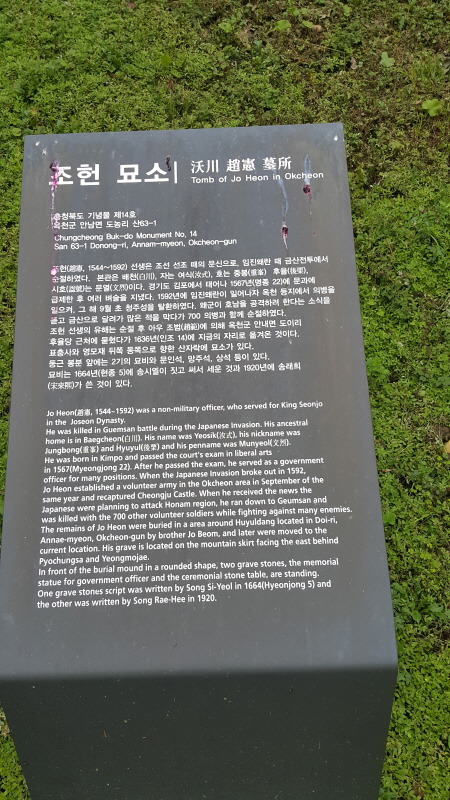 조헌 묘소
沃川 趙憲 墓所
Tomb of Jo Heon in Okcheon
충청북도 기념물 제14호
옥천군 안남면 도농리 산63-1
Chungcheong Buk-do Monument No. 14
San 63-1 Donong-ri, Annam-myeon, Okcheon-gun
조헌(趙憲, 1544~1592) 선생은 조선 선조 때의 문신으로, 임진왜란 때 금산전투에서
순절하였다. 본관은 배천(白川), 자는 여식(汝式), 호는 중봉(重峯) 후율(後栗),
시호(諡號)는 문열(文烈)이다. 경기도 김포에서 태어나 1567년(명종 22)에 문과에
급제한 후 여러 벼슬을 지냈다. 1592년에 임진왜란이 일어나자 옥천 등지에서 의병을
일으켜, 그 해 9월 초 청주성을 탈환하였다. 왜군이 호남을 공격하려 한다는 소식을
듣고 금산으로 달려가 많은 적을 막다가 700 의병과 함께 순절하였다.
조헌 선생의 유해는 순절 후 아우 조범(趙範)에 의해 옥천군 안내면 도이리
후율당 근처에 묻혔다가 1636년(인조 14)에 지금의 자리로 옮겨온 것이다.
표충사와 영모재 뒤쪽 동쪽으로 향한 산자락에 묘소가 있다.
둥근 봉분 앞에는 2기의 묘비와 문인석, 망주석, 상석 등이 있다.
묘비는 1664년(현종 5)에 송시열이 짓고 써서 세운 것과 1920년에 송래희
(宋來熙)가 쓴 것이 있다.
Jo Heon(趙憲, 1544~1592) was a non-military officer, who served for King Seonjo
in the Joseon Dynasty.
He was killed in Guemsan battle during the Japanese Invasion. His ancestral
home is in Baegcheon(白川). His name was Yeosik(汝式), his nickname was
Jungbong(重峯) and Hyuyul(後栗) and his penname was Munyeol(文烈).
He was born in Kimpo and passed the court's exam in liberal arts
in 1567(Myeongjong 22). After he passed the exam, he served as a government
officer for many positions. When the Japanese Invasion broke out in 1592,
Jo Heon established a volunteer army in the Okcheon area in September of the
same year and recaptured Cheongju Castle. When he received the news the
Japanese were planning to attack Honam region, he ran down to Geumsan and
was killed with the 700 other volunteer soldiers while fighting against many enemies.
The remains of Jo Heon were buried in a area around Huyuldang located in Doi-ri,
Annae-myeon, Okcheon-gun by brother Jo Beom, and later were moved to the
current location. His grave is located on the mountain skirt facing the east behind
Pyochungsa and Yeongmojae.
In front of the burial mound in a rounded shape, two grave stones, the memorial
statue for government officer and the ceremonial stone table, are standing.
One grave stones script was written by Song Si-Yeol in 1664(Hyeonjong 5) and
the other was written by Song Rae-Hee in 1920.